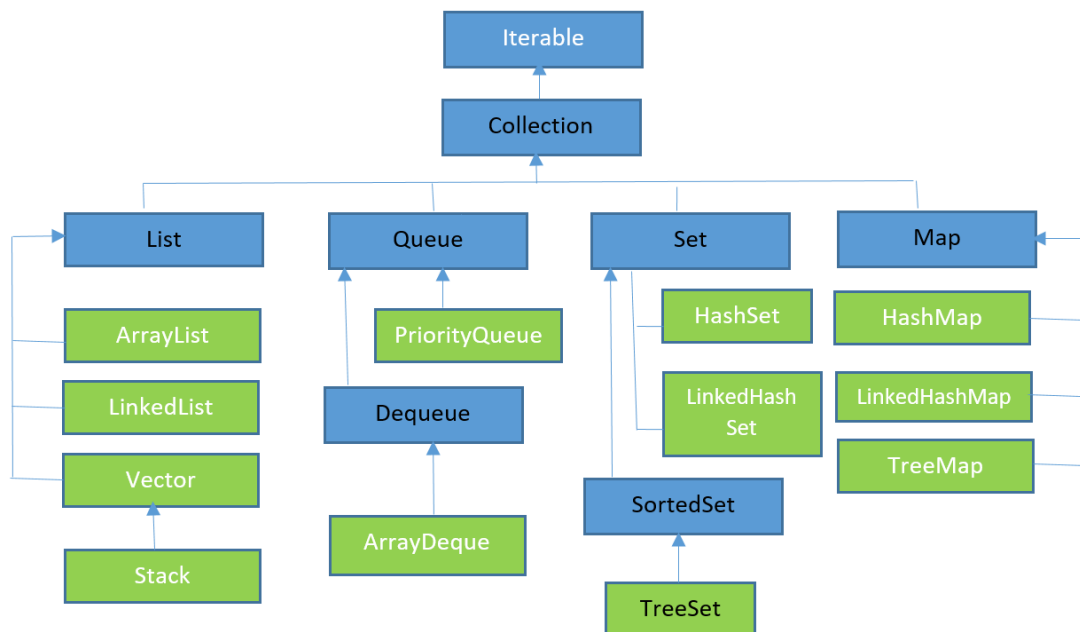 Iterable
Collection
List
Queue
Set
Map
ArrayList
PriorityQueue
HashSet
HashMap
LinkedList
Dequeue
LinkedHash
Set
LinkedHashMap
Vector
TreeMap
SortedSet
ArrayDeque
Stack
TreeSet